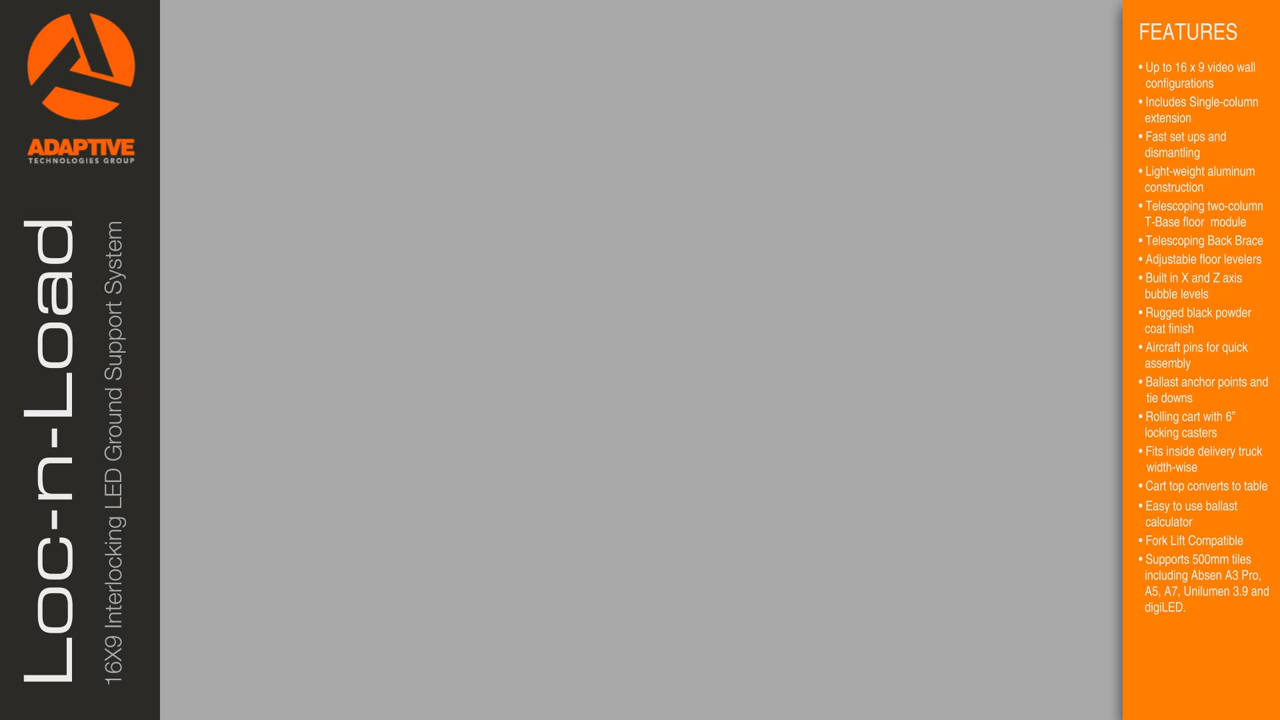 ADAPTIVE
TECHNOLOGIES GROUP
Loc-n-Load
16X9 Interlocking LED Ground Support System
FEATURES
• Up to 16 x 9 video wall
configurations
• Includes Single-column
extension
• Fast set ups and
dismantling
• Light-weight aluminum
construction
• Telescoping two-column
T-Base floor module
• Telescoping Back Brace
• Adjustable floor levelers
• Built in X and Z axis
bubble levels
• Rugged black powder
coat finish
• Aircraft pins for quick
assembly
• Ballast anchor points and
tie downs
• Rolling cart with 6”
locking casters
• Fits inside delivery truck
width-wise
• Cart top converts to table
• Easy to use ballast
calculator
• Fork Lift Compatible
• Supports 500mm tiles
including Absen A3 Pro,
A5, A7, Unilumen 3.9 and
digiLED.